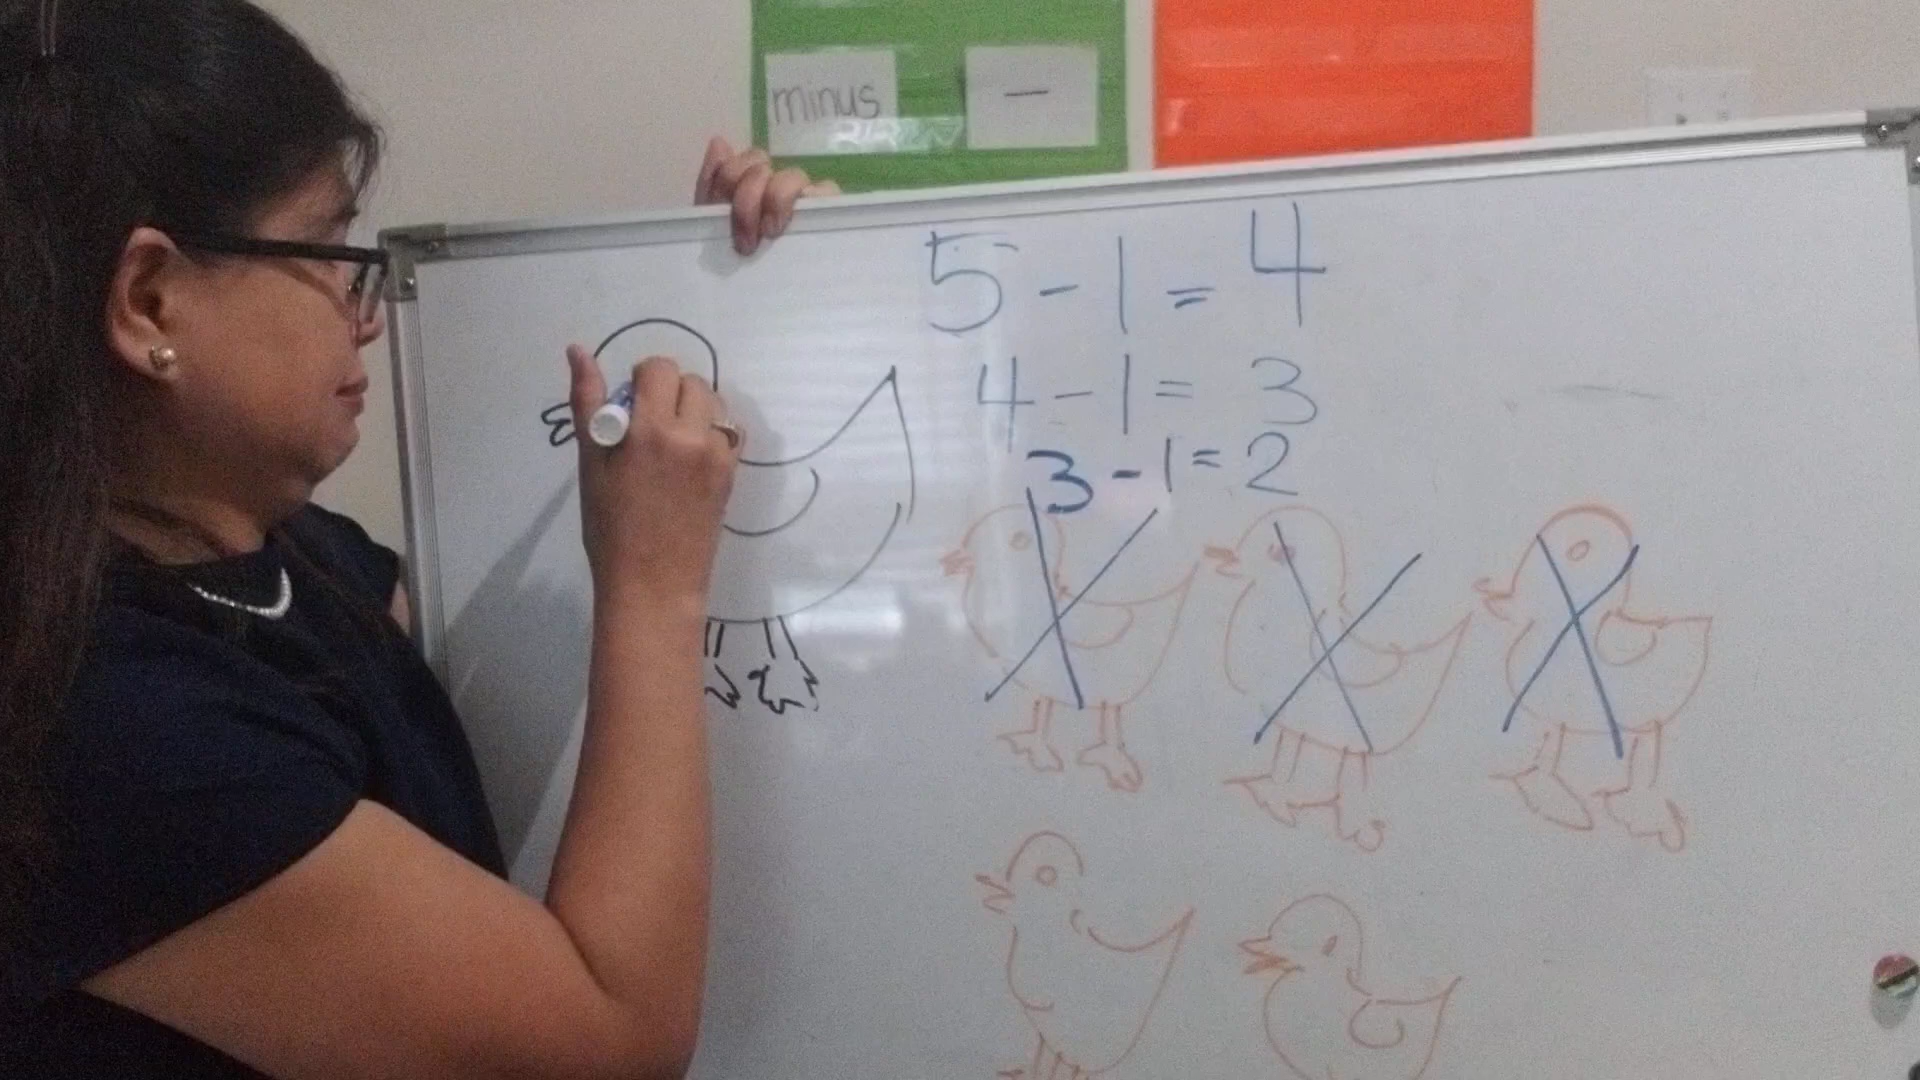 minus —
5 - 1 = 4
4 - 1 = 3
3 - 1 = 2